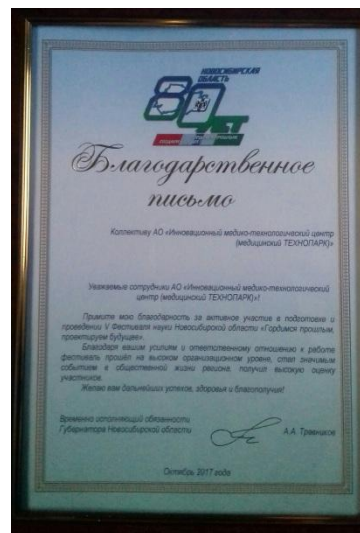 НОВОСИБИРСКАЯ
ОБЛАСТЬ
80 ЛЕТ
Благодарственное
письмо
Коллективу АО «Инновационный медико-технологический центр
(медицинский ТЕХНОПАРК)»
Уважаемые сотрудники АО «Инновационный медико-технологический
центр (медицинский ТЕХНОПАРК)»!
Примите мою благодарность за активное участие в подготовке и
проведении V Фестиваля науки Новосибирской области «Гордимся прошлым,
проектируем будущее».
Благодаря вашим усилиям и ответственному отношению к работе
фестиваль прошёл на высоком организационном уровне, стал значимым
событием в общественной жизни региона, получил высокую оценку
участников.
Желаю вам дальнейших успехов, здоровья и благополучия!
Временно исполняющий обязанности
Губернатора Новосибирской области
А.А. Травников
Октябрь 2017 года